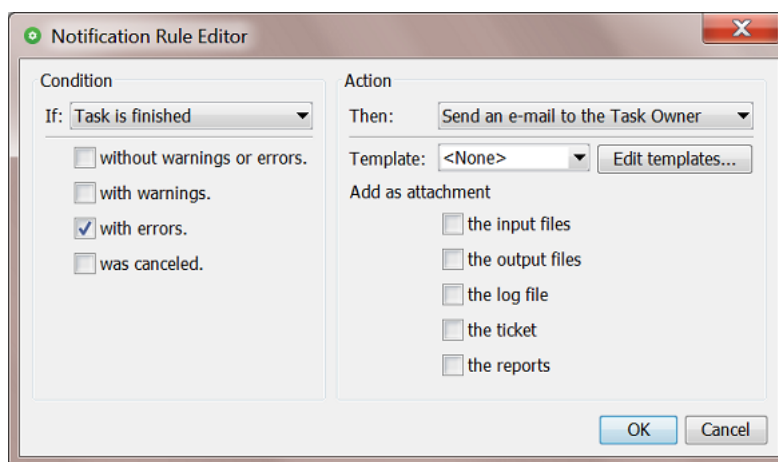 Notification Rule Editor
Condition
If: Task is finished
without warnings or errors.
with warnings.
with errors.
was canceled.
Action
Then: Send an e-mail to the Task Owner
Template: <None> Edit templates...
Add as attachment
the input files
the output files
the log file
the ticket
the reports
OK Cancel